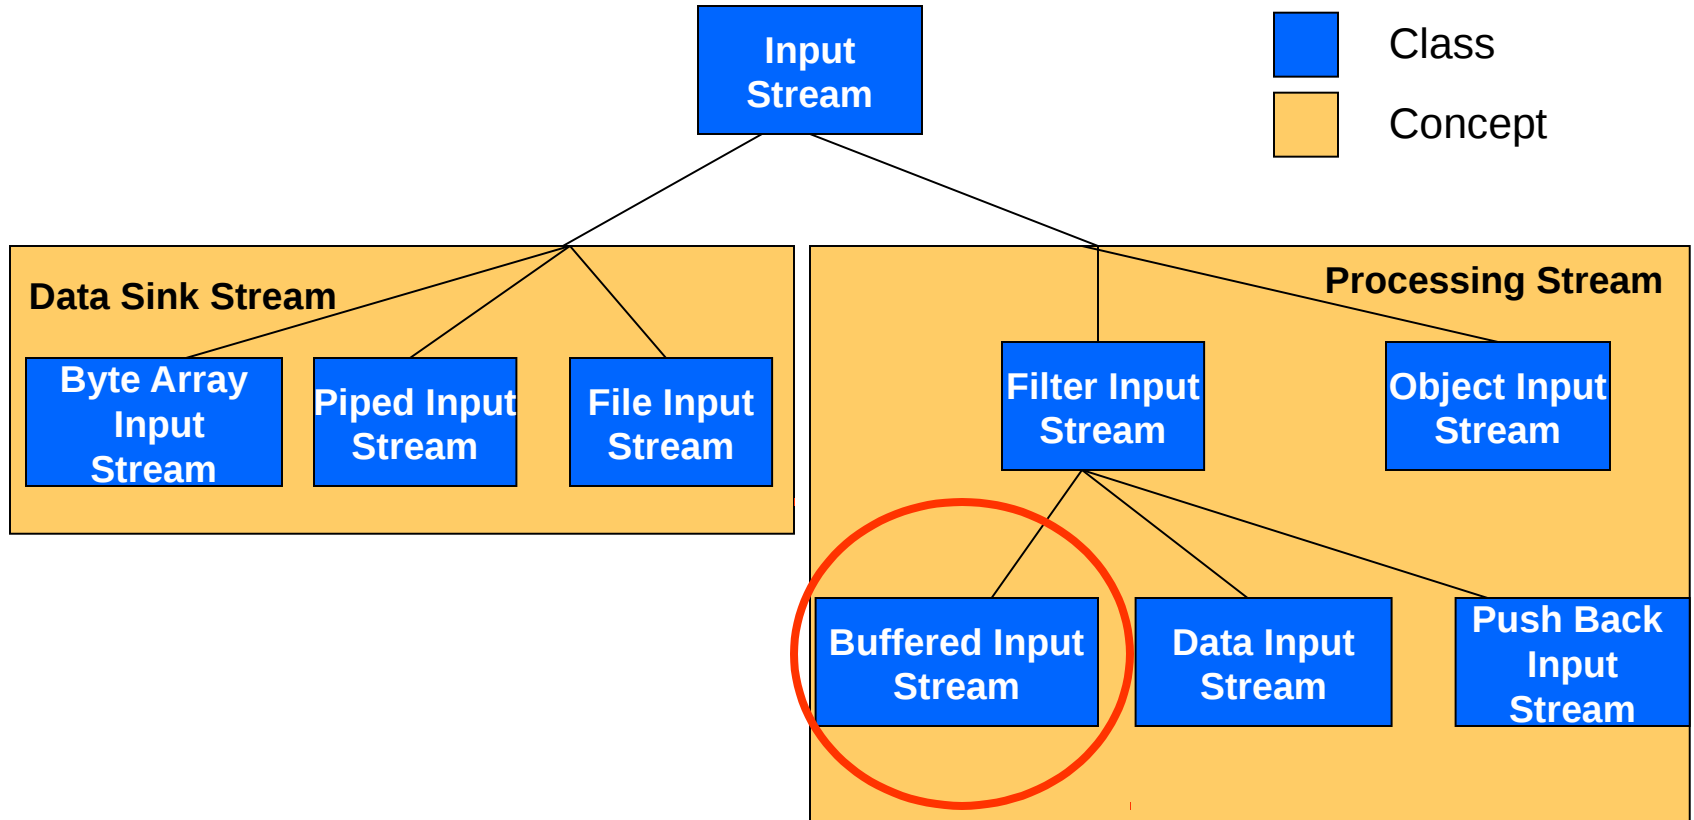 Input
Stream
Class
Concept
Data Sink Stream
Byte Array
Input
Stream
Piped Input
Stream
File Input
Stream
Processing Stream
Filter Input
Stream
Object Input
Stream
Buffered Input
Stream
Data Input
Stream
Push Back
Input
Stream